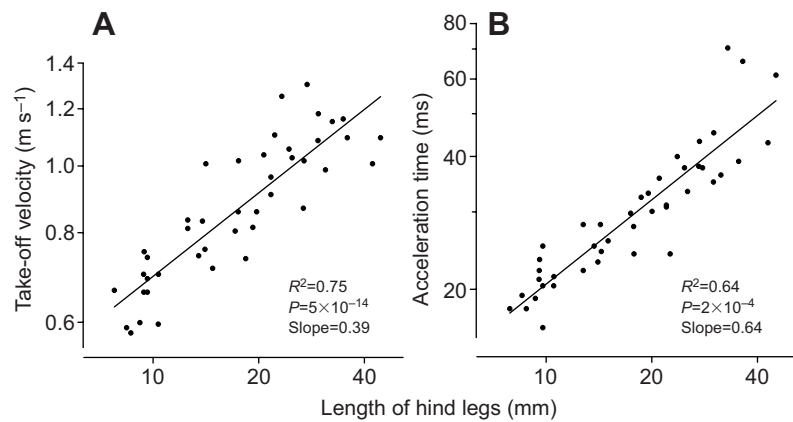 A
Take-off velocity (m s⁻¹)
1.4
1.2
1.0
0.8
0.6
R²=0.75
P=5×10⁻¹⁴
Slope=0.39
10
20
40
B
Acceleration time (ms)
80
60
40
20
R²=0.64
P=2×10⁻⁴
Slope=0.64
10
20
40
Length of hind legs (mm)